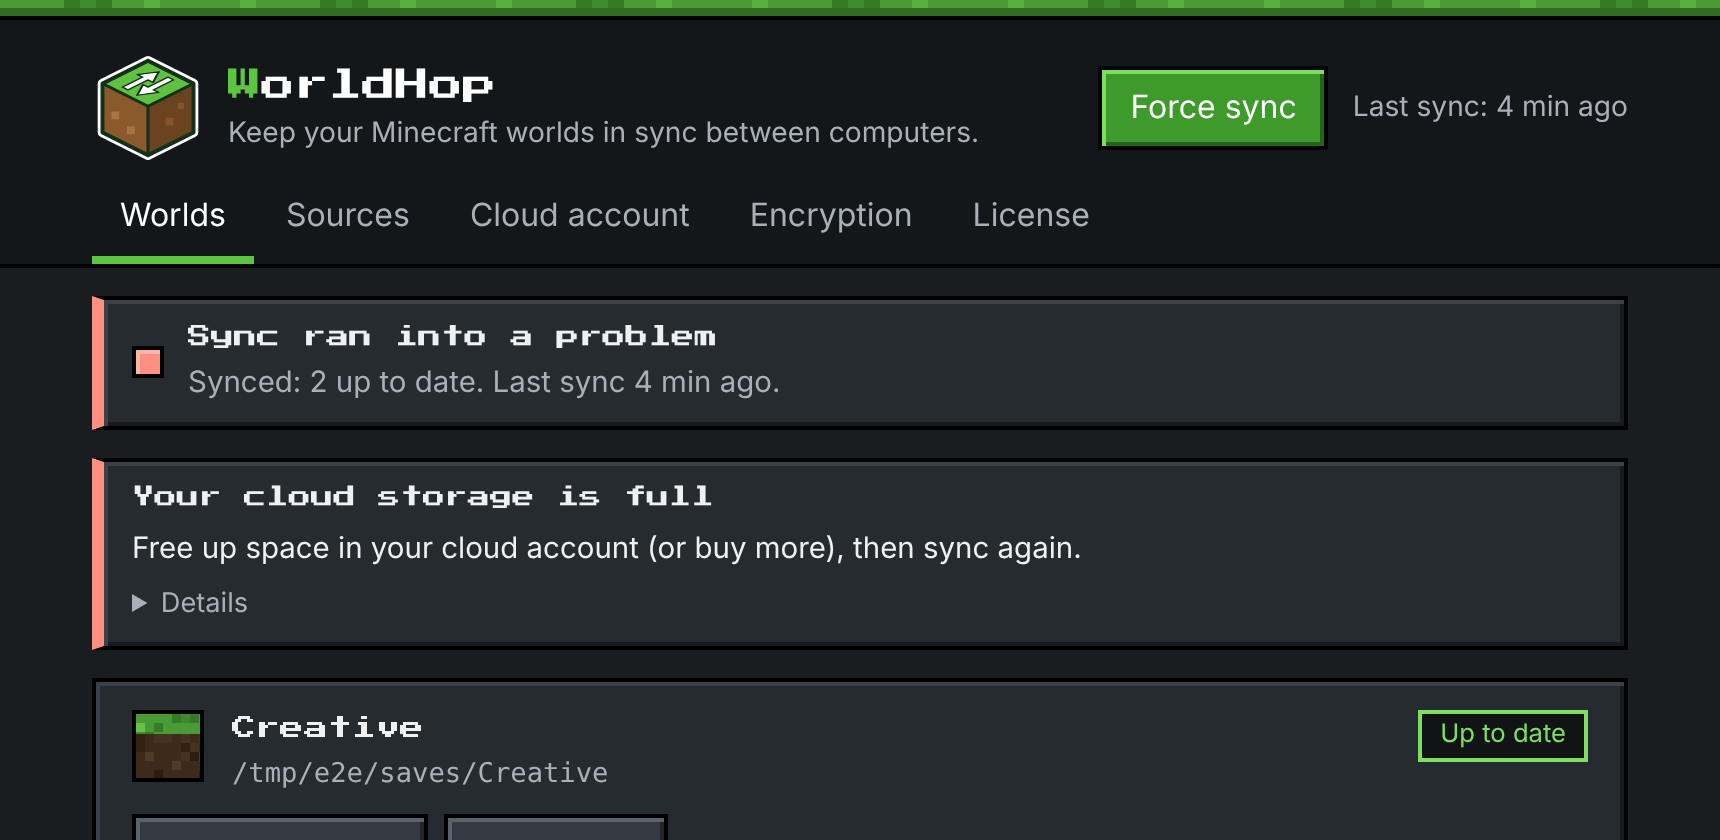 WorldHop
Keep your Minecraft worlds in sync between computers.
Force sync
Last sync: 4 min ago
Worlds
Sources
Cloud account
Encryption
License
Sync ran into a problem
Synced: 2 up to date. Last sync 4 min ago.
Your cloud storage is full
Free up space in your cloud account (or buy more), then sync again.
Details
Creative
Up to date
/tmp/e2e/saves/Creative